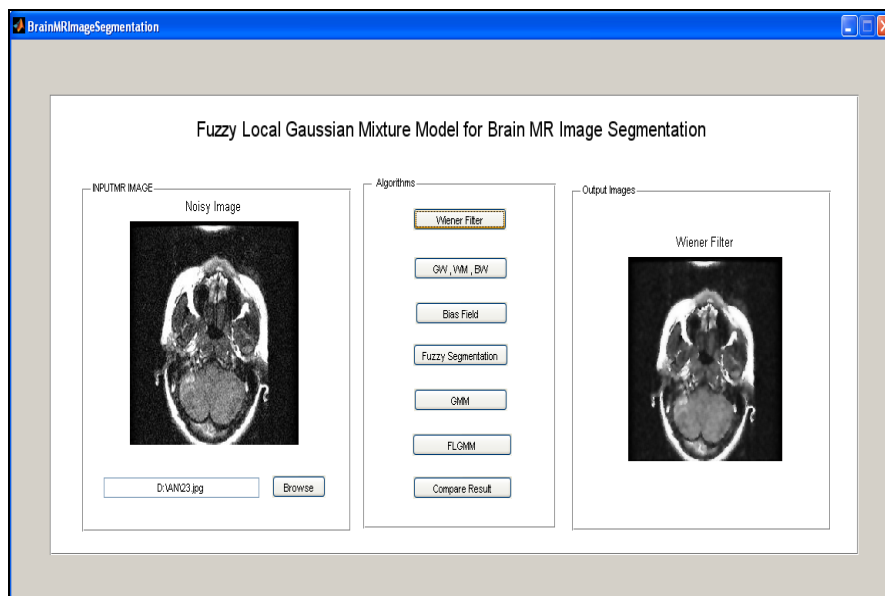 BrainMRImageSegmentation
Fuzzy Local Gaussian Mixture Model for Brain MR Image Segmentation
INPUTMR IMAGE
Noisy Image
D:\AN\23.jpg
Browse
Algorithms
Wiener Filter
GW , WM , BW
Bias Field
Fuzzy Segmentation
GMM
FLGMM
Compare Result
Output Images
Wiener Filter